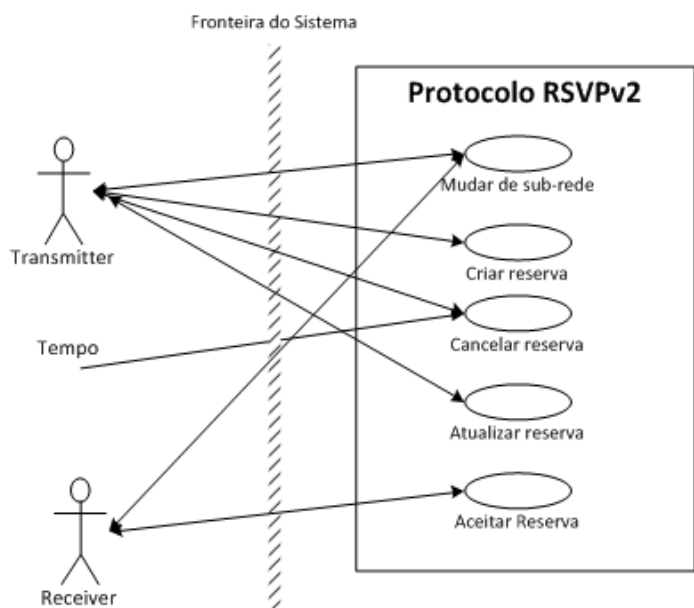 Fronteira do Sistema
Protocolo RSVPv2
Mudar de sub-rede
Transmitter
Criar reserva
Tempo
Cancelar reserva
Atualizar reserva
Aceitar Reserva
Receiver